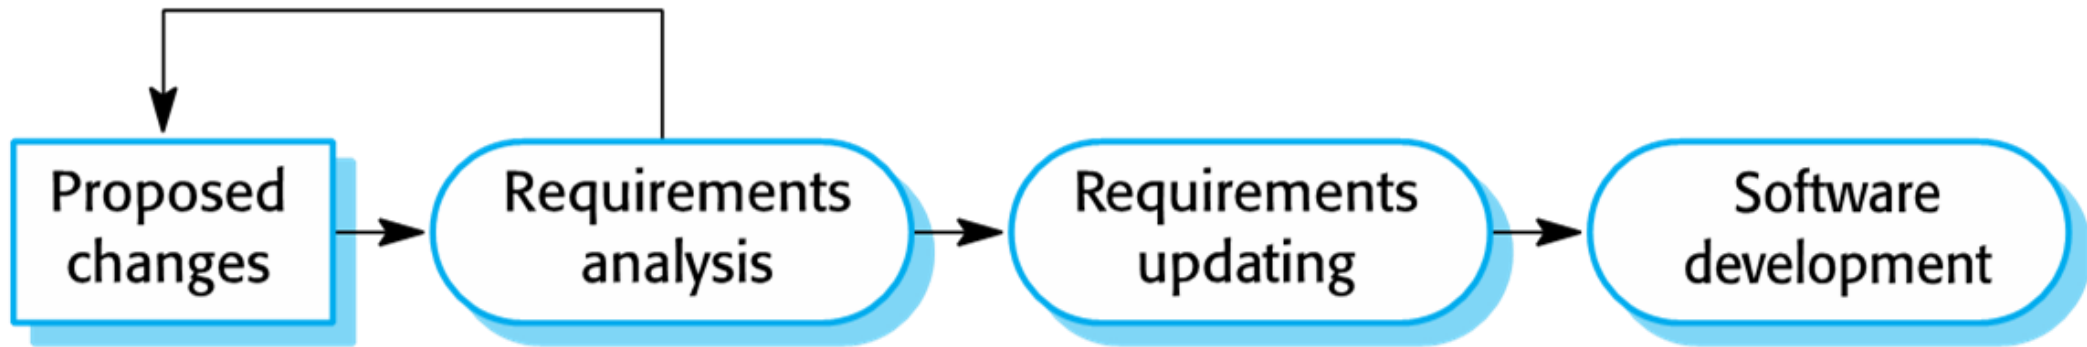 Proposed
changes
Requirements
analysis
Requirements
updating
Software
development